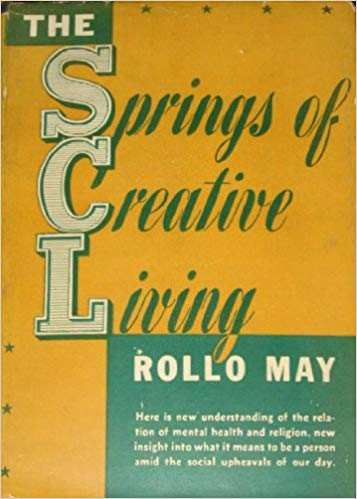 THE
Springs of
Creative
Living
ROLLO MAY
Here is new understanding of the rela-
tion of mental health and religion, new
insight into what it means to be a person
amid the social upheavals of our day.